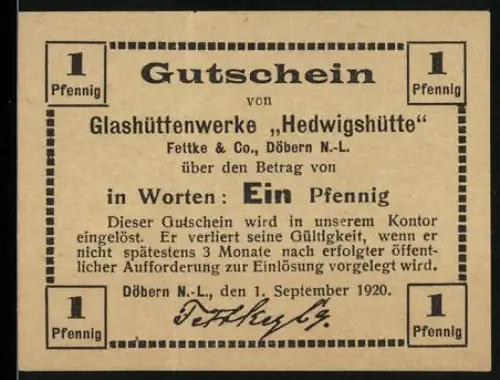 1 Pfennig
1 Pfennig
Gutschein
von
Glashüttenwerke „Hedwigshütte“
Fettke & Co., Döbern N.-L.
über den Betrag von
in Worten: Ein Pfennig
Dieser Gutschein wird in unserem Kontor
eingelöst. Er verliert seine Gültigkeit, wenn er
nicht spätestens 3 Monate nach erfolgter öffent-
licher Aufforderung zur Einlösung vorgelegt wird.
Döbern N.-L., den 1. September 1920.
1 Pfennig
1 Pfennig